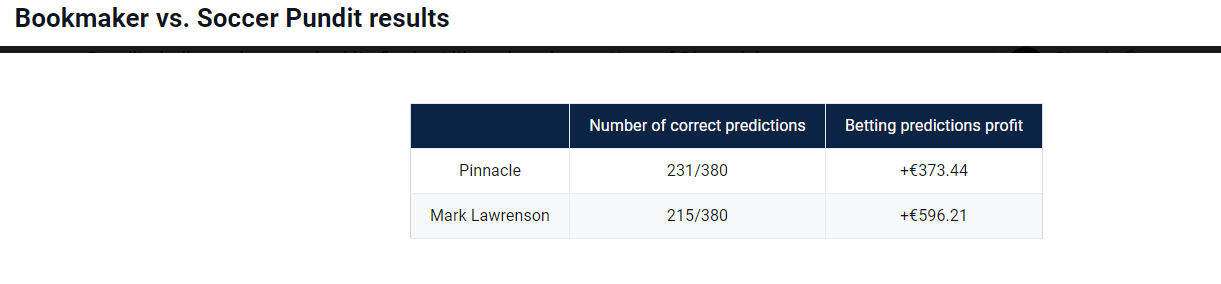 Bookmaker vs. Soccer Pundit results
Number of correct predictions Betting predictions profit
Pinnacle 231/380 +€373.44
Mark Lawrenson 215/380 +€596.21